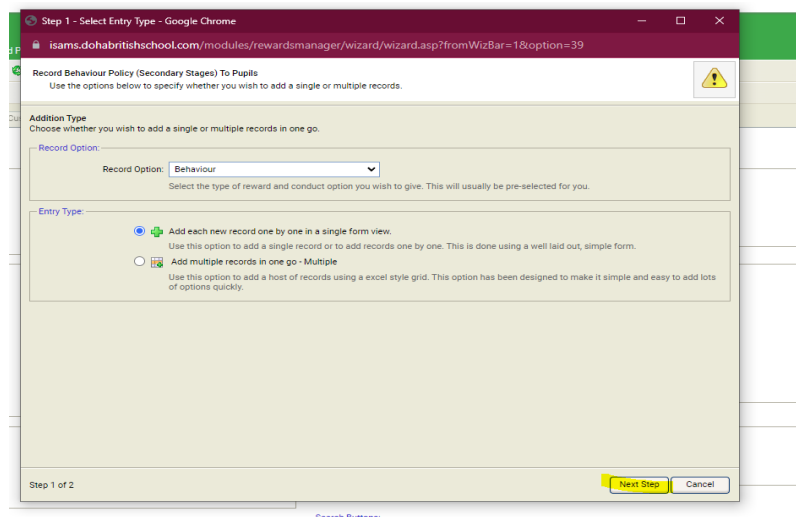 Step 1 - Select Entry Type - Google Chrome
isams.dohabritishschool.com/modules/rewardsmanager/wizard/wizard.asp?fromWizBar=1&option=39
Record Behaviour Policy (Secondary Stages) To Pupils
Use the options below to specify whether you wish to add a single or multiple records.
Addition Type
Choose whether you wish to add a single or multiple records in one go.
Record Option:
Record Option: Behaviour
Select the type of reward and conduct option you wish to give. This will usually be pre-selected for you.
Entry Type:
Add each new record one by one in a single form view.
Use this option to add a single record or to add records one by one. This is done using a well laid out, simple form.
Add multiple records in one go - Multiple
Use this option to add a host of records using a excel style grid. This option has been designed to make it simple and easy to add lots
of options quickly.
Step 1 of 2
Next Step Cancel
Search Buttons: